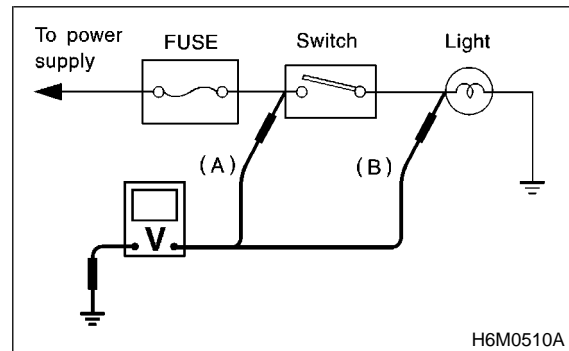 To power
supply
FUSE
Switch
Light
(A)
(B)
V
H6M0510A